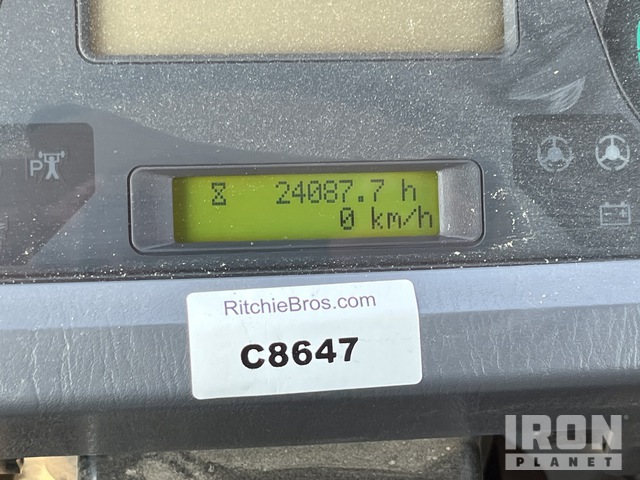 P
24087.7 h
0 km/h
RitchieBros.com
C8647
IRON
PLANET